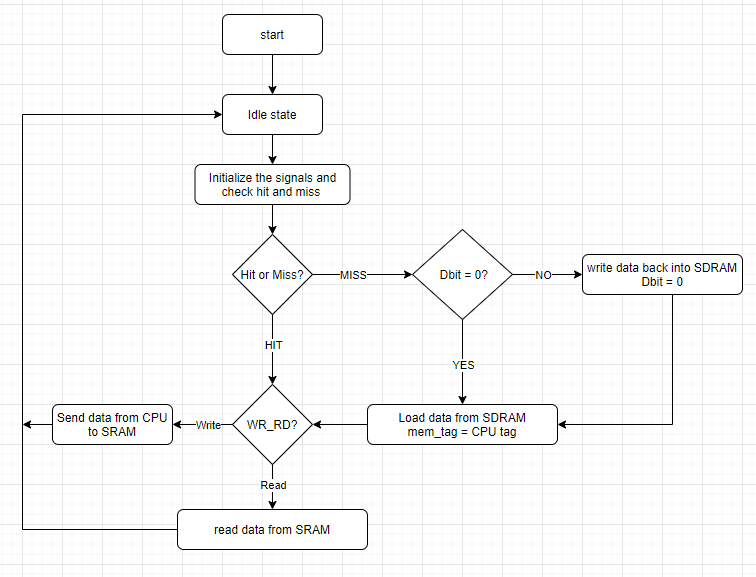 start
Idle state
Initialize the signals and
check hit and miss
Hit or Miss?
MISS
Dbit = 0?
NO
write data back into SDRAM
Dbit = 0
HIT
YES
Send data from CPU
to SRAM
Write
WR_RD?
Load data from SDRAM
mem_tag = CPU tag
Read
read data from SRAM